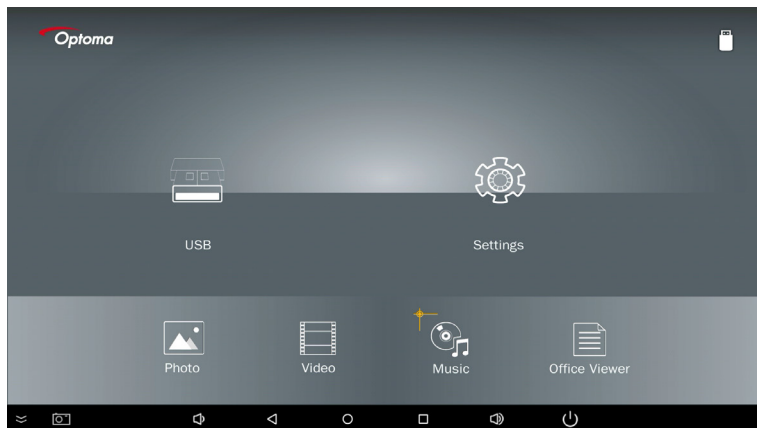 Optoma
USB
Settings
Photo
Video
Music
Office Viewer